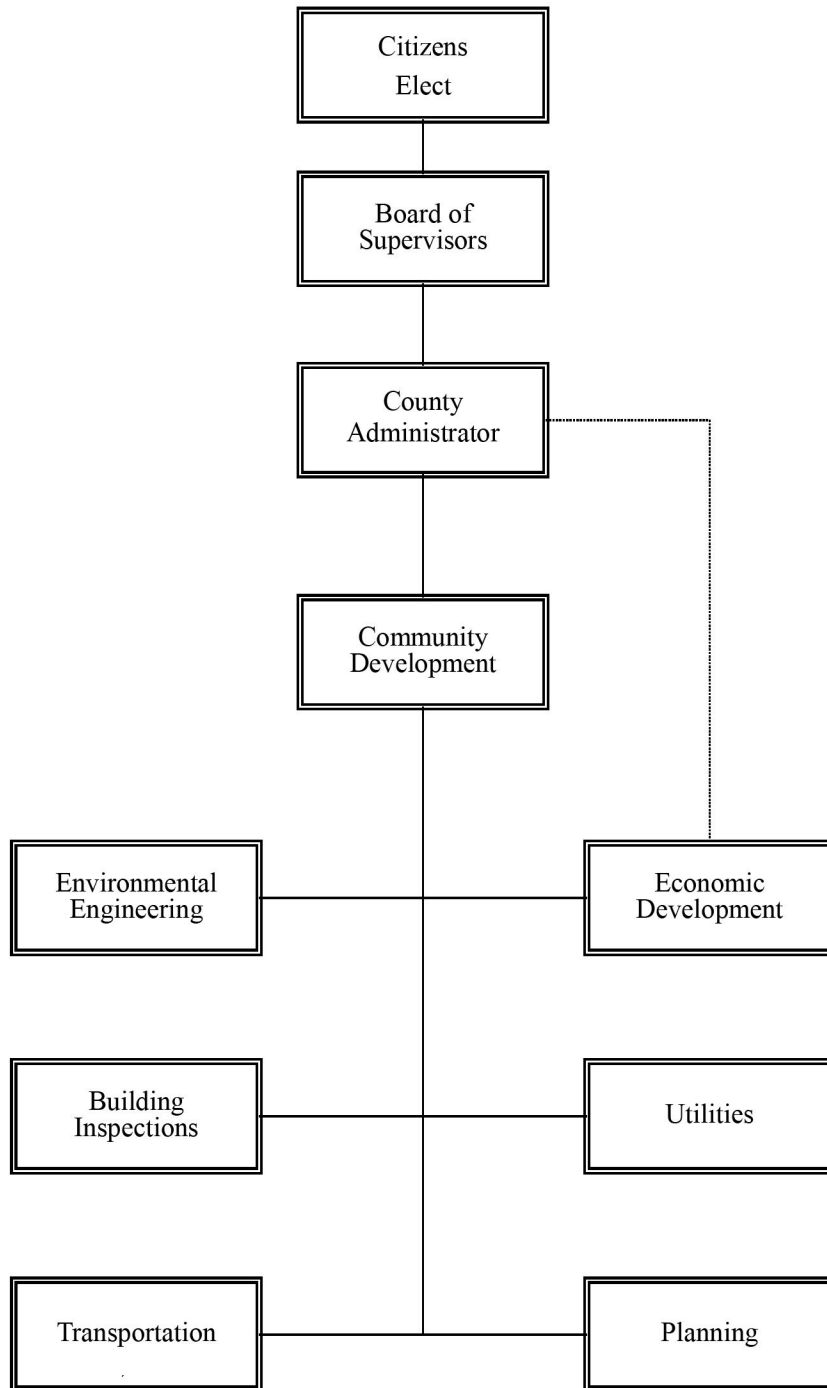 Citizens
Elect
Board of
Supervisors
County
Administrator
Community
Development
Environmental
Engineering
Economic
Development
Building
Inspections
Utilities
Transportation
Planning